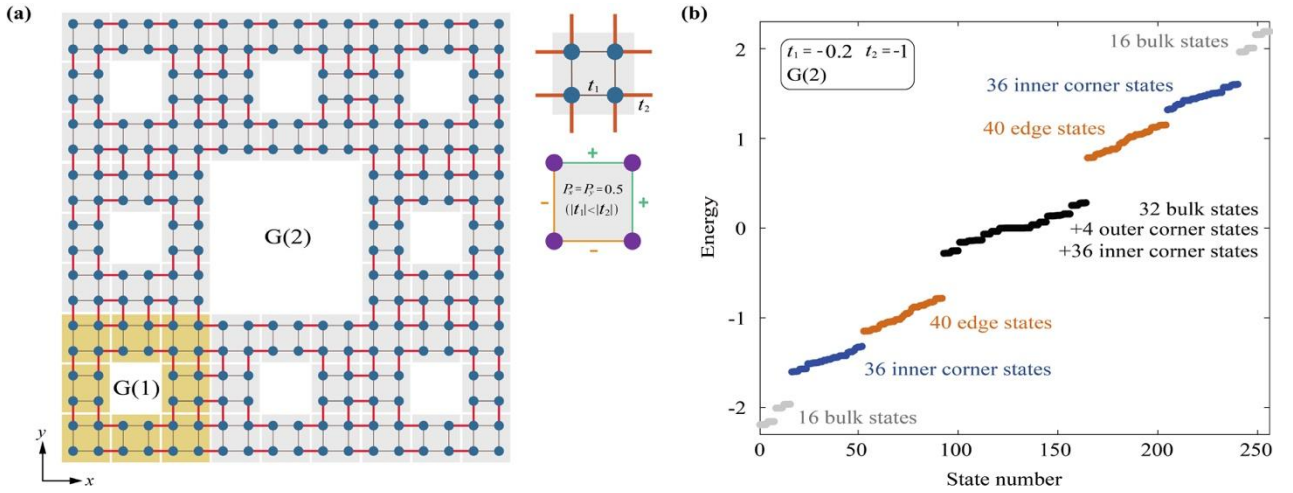 (a)
G(2)
G(1)
y
x
t₁
t₂
+
Pₓ = Pᵧ = 0.5
(|t₁|<|t₂|)
-
+
-
(b)
t₁ = -0.2 t₂ = -1
G(2)
16 bulk states
36 inner corner states
40 edge states
32 bulk states
+4 outer corner states
+36 inner corner states
40 edge states
36 inner corner states
16 bulk states
Energy
2
1
0
-1
-2
0 50 100 150 200 250
State number